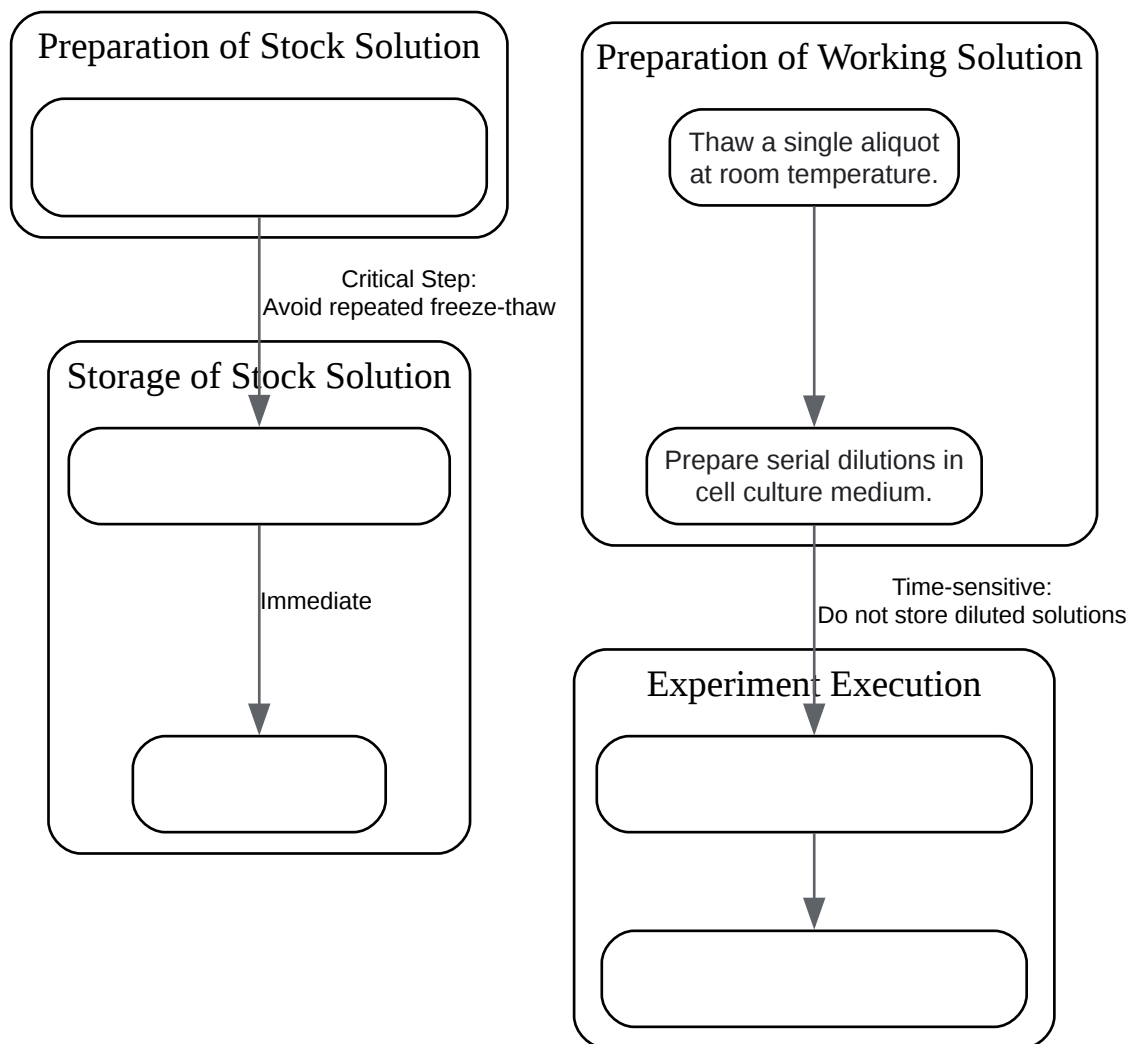 Preparation of Stock Solution
Critical Step:
Avoid repeated freeze-thaw
Storage of Stock Solution
Immediate
Preparation of Working Solution
Thaw a single aliquot
at room temperature.
Prepare serial dilutions in
cell culture medium.
Time-sensitive:
Do not store diluted solutions
Experiment Execution